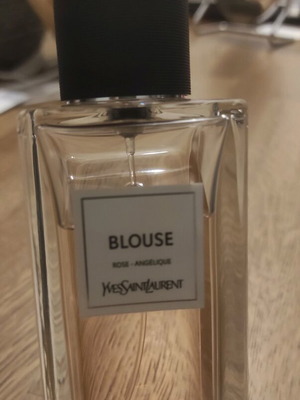 BLOUSE
ROSE - ANGÉLIQUE
YVESSAINTLAURENT